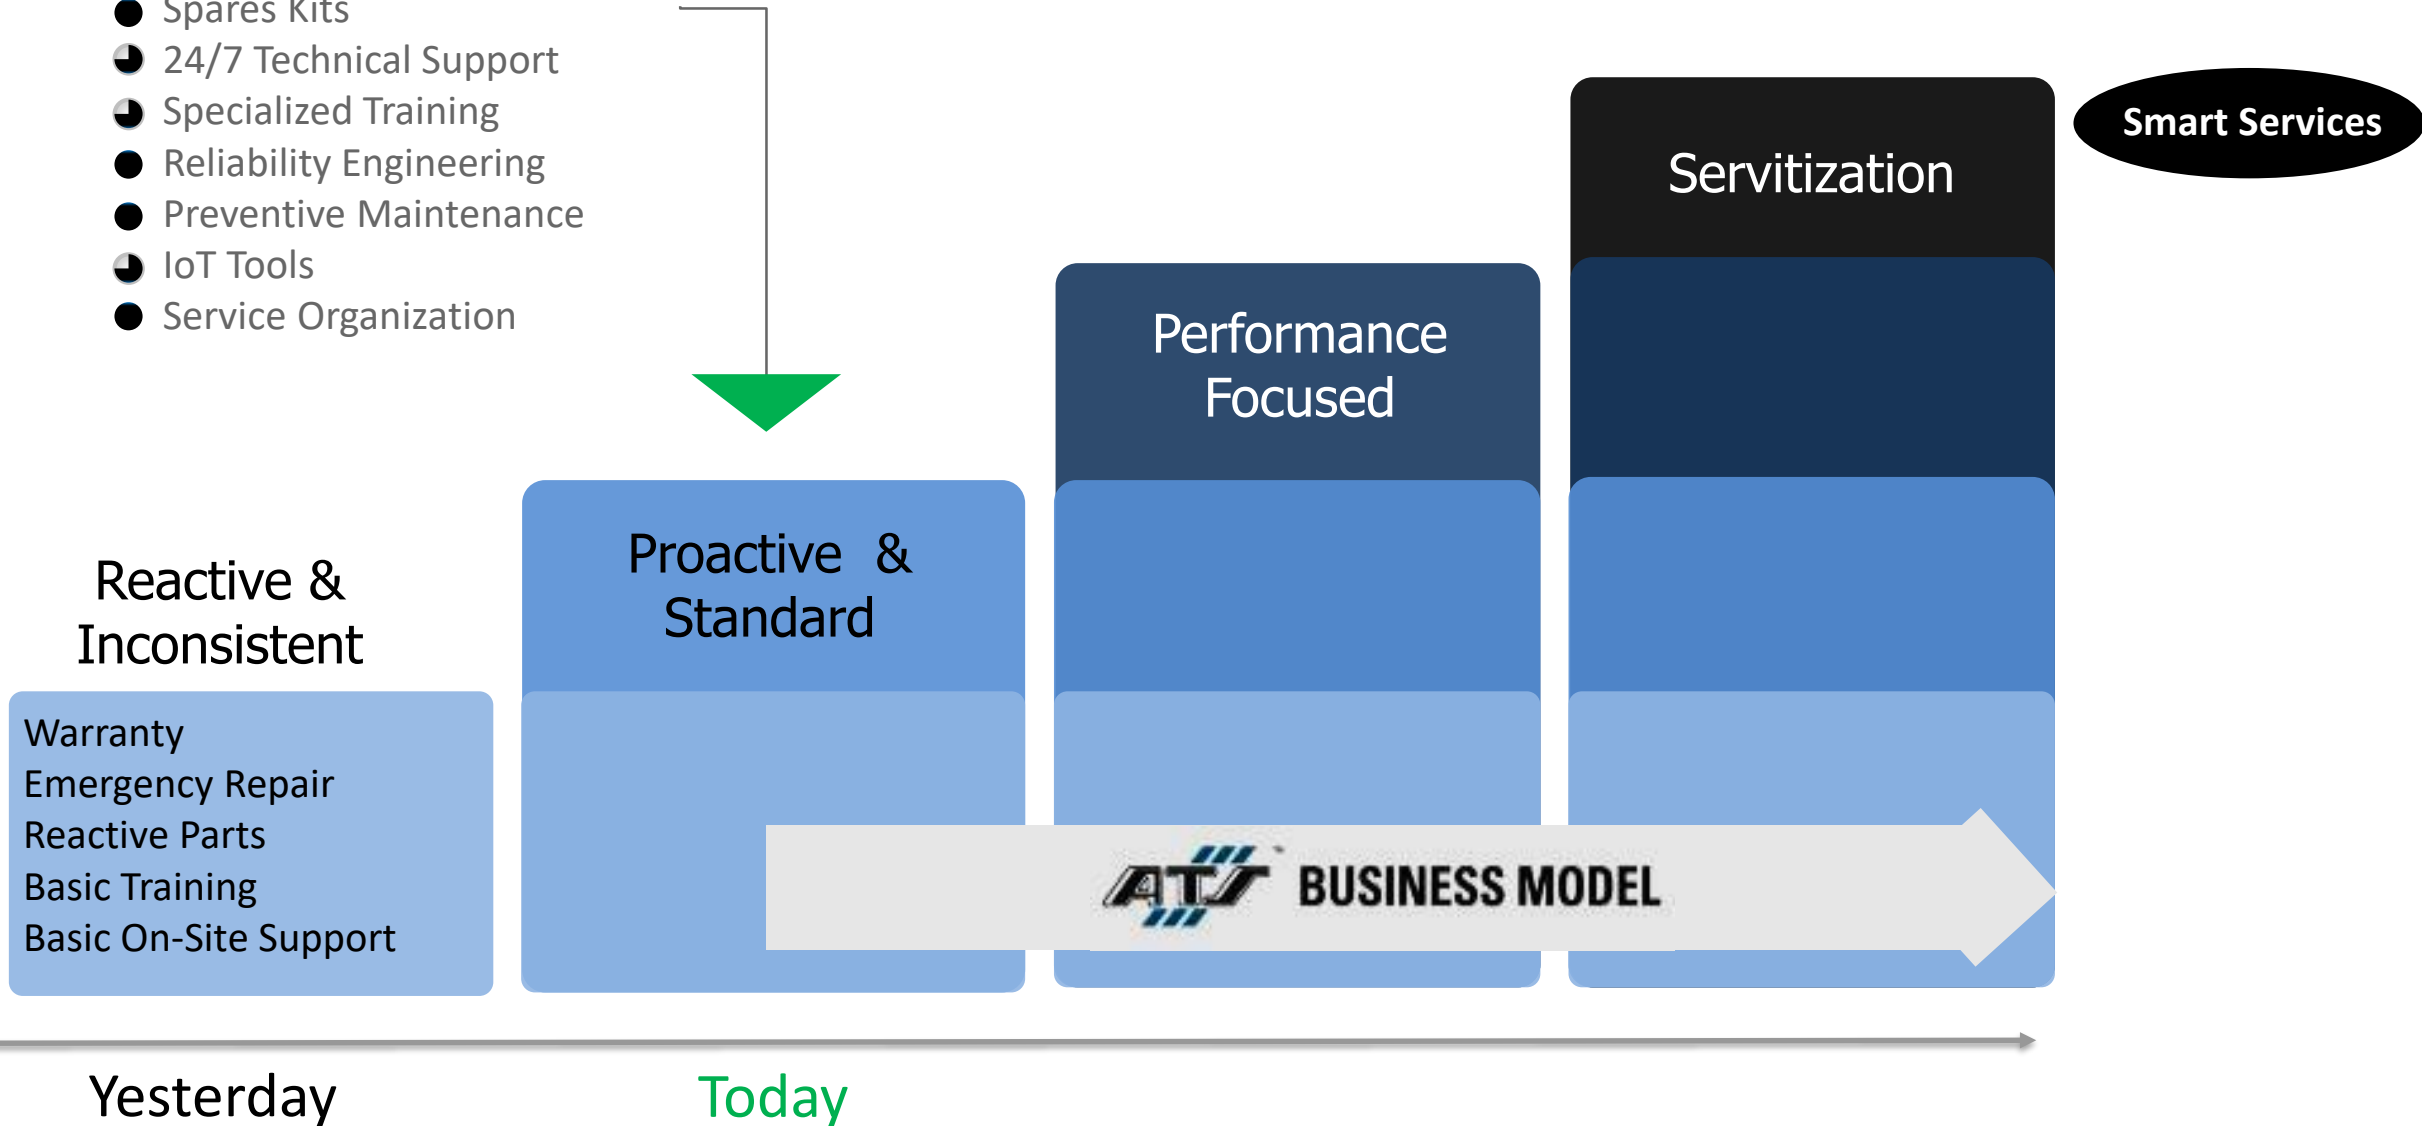 Spares Kits
24/7 Technical Support
Specialized Training
Reliability Engineering
Preventive Maintenance
IoT Tools
Service Organization
Smart Services
Servitization
Performance
Focused
Proactive &
Standard
Reactive &
Inconsistent
Warranty
Emergency Repair
Reactive Parts
Basic Training
Basic On-Site Support
ATS BUSINESS MODEL
Yesterday
Today